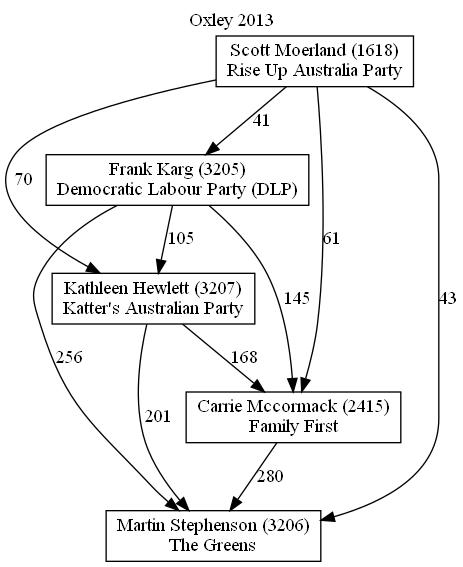 Oxley 2013
Scott Moerland (1618)
Rise Up Australia Party
41
Frank Karg (3205)
Democratic Labour Party (DLP)
70
105
61
Kathleen Hewlett (3207)
Katter's Australian Party
145
43
256
168
Carrie Mccormack (2415)
Family First
201
280
Martin Stephenson (3206)
The Greens